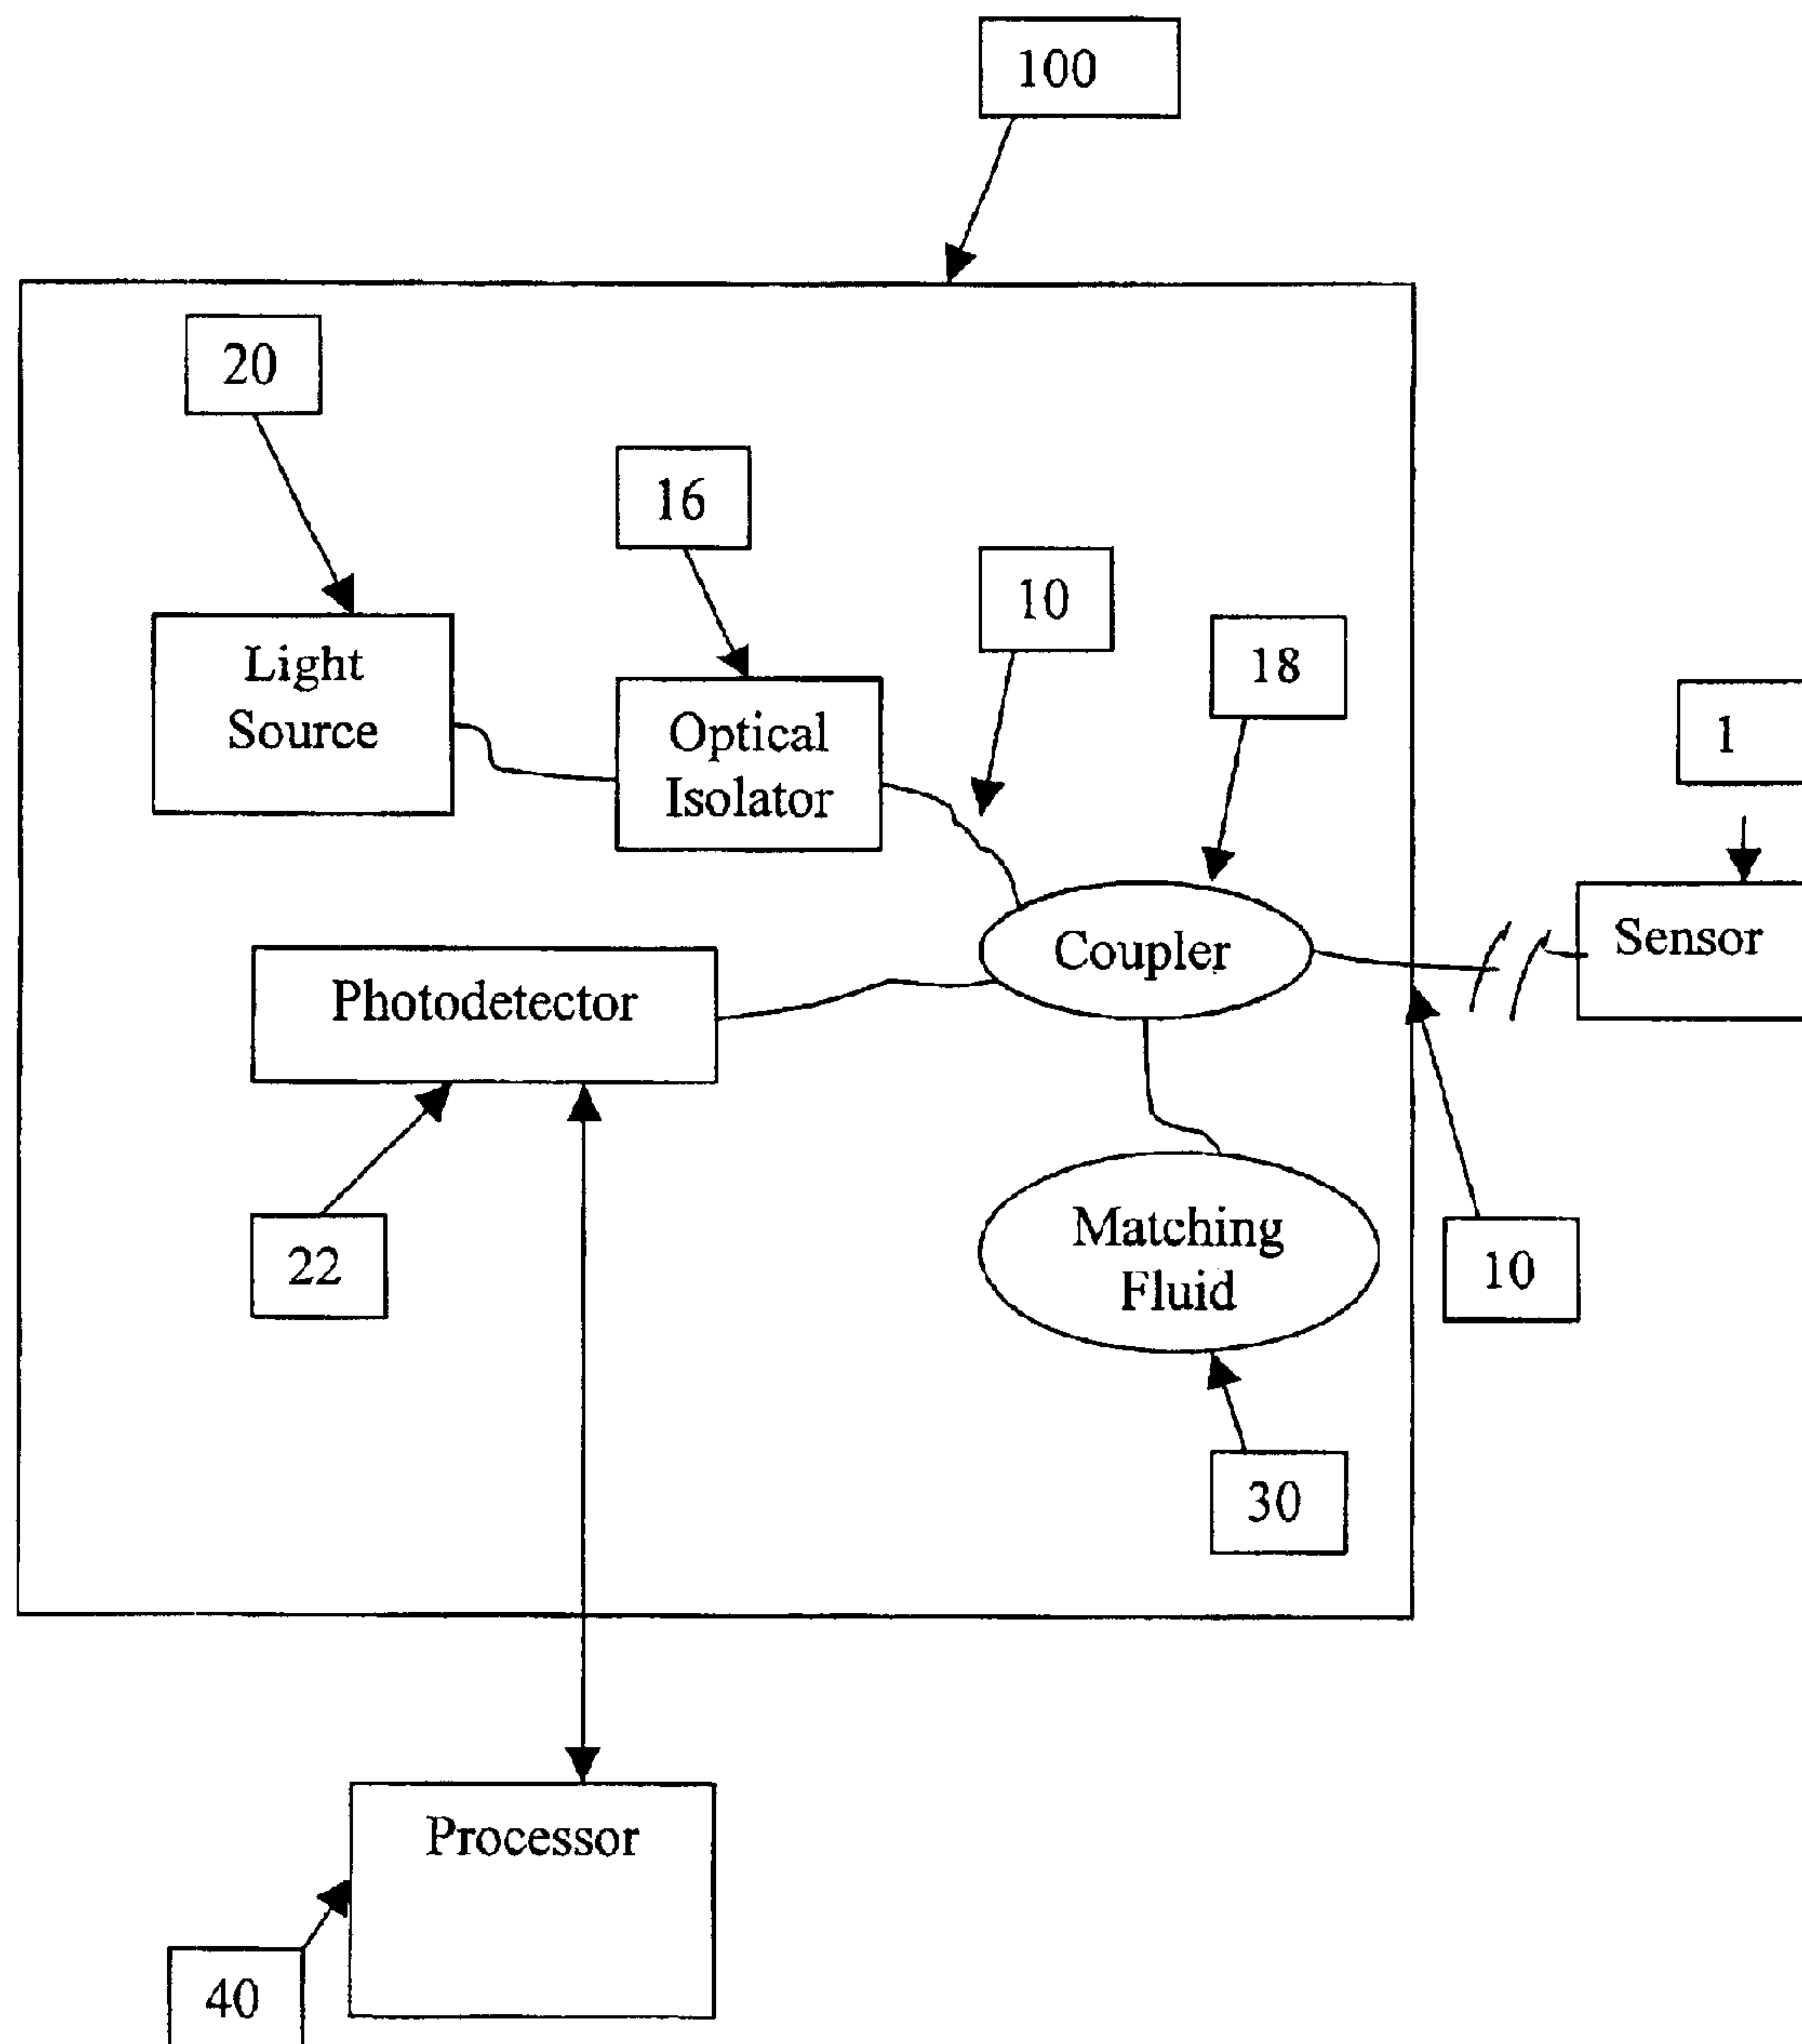 100
20
16
10
18
1
Light
Source
Optical
Isolator
Coupler
Sensor
Photodetector
22
Matching
Fluid
10
30
Processor
40